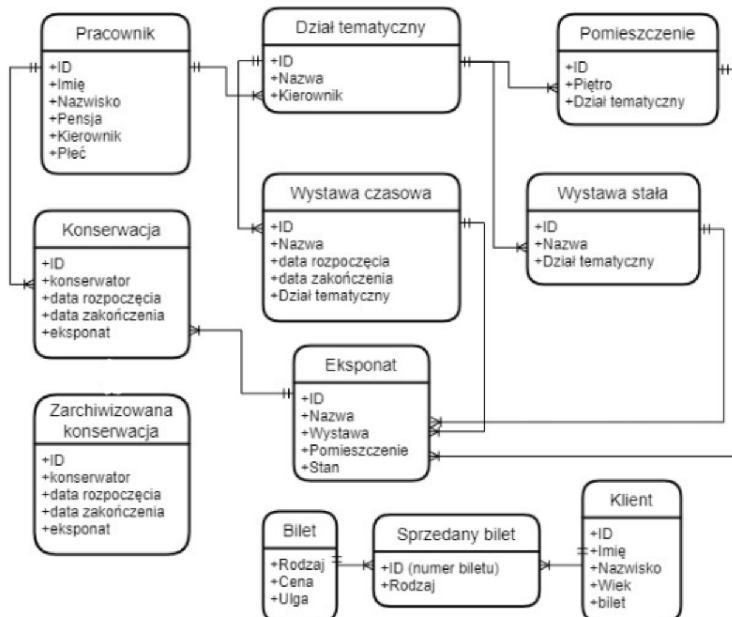 Pracownik
+ID
+Imię
+Nazwisko
+Pensja
+Kierownik
+Płeć
Dział tematyczny
+ID
+Nazwa
+Kierownik
Pomieszczenie
+ID
+Piętro
+Dział tematyczny
Konserwacja
+ID
+konserwator
+data rozpoczęcia
+data zakończenia
+eksponat
Wystawa czasowa
+ID
+Nazwa
+data rozpoczęcia
+data zakończenia
+Dział tematyczny
Wystawa stała
+ID
+Nazwa
+Dział tematyczny
Eksponat
+ID
+Nazwa
+Wystawa
+Pomieszczenie
+Stan
Zarchiwizowana
konserwacja
+ID
+konserwator
+data rozpoczęcia
+data zakończenia
+eksponat
Bilet
+Rodzaj
+Cena
+Ulga
Sprzedany bilet
+ID (numer biletu)
+Rodzaj
Klient
+ID
+Imię
+Nazwisko
+Wiek
+bilet